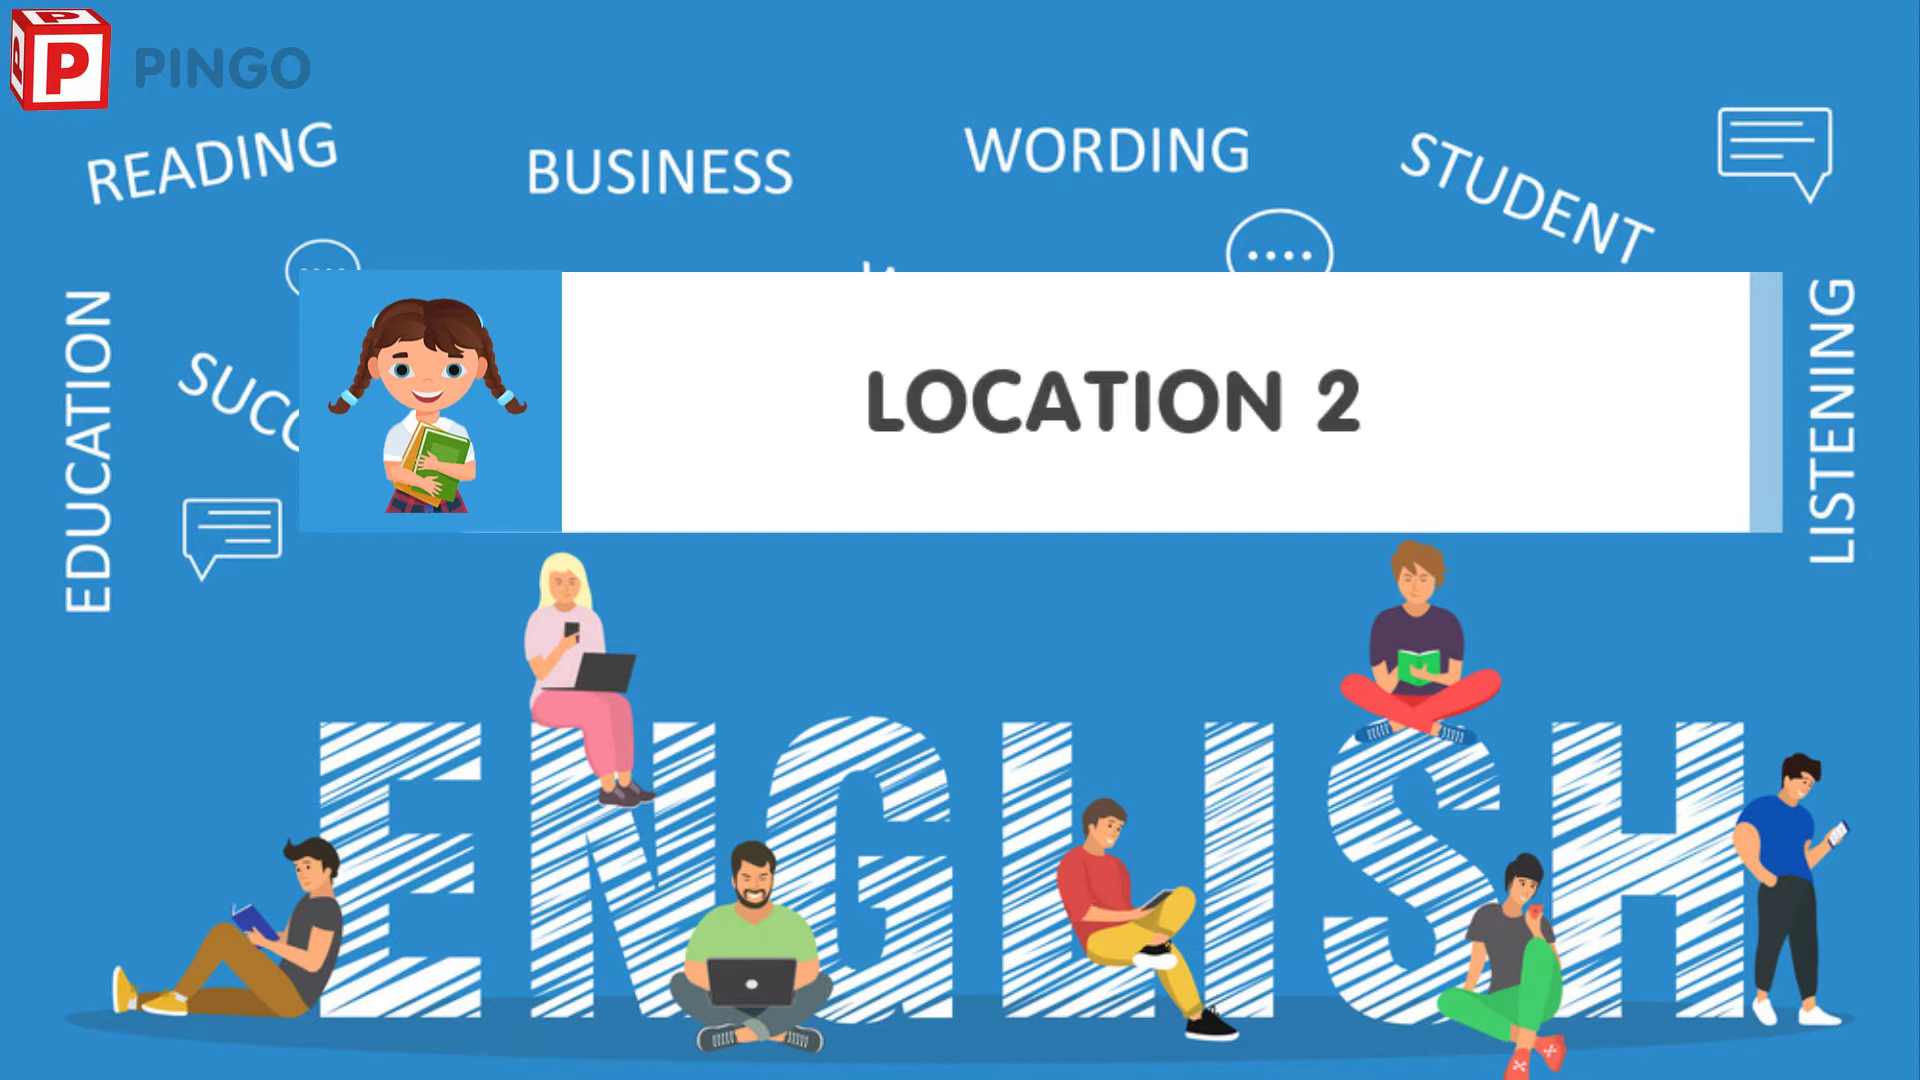 P
PINGO
READING
BUSINESS
WORDING
STUDENT
EDUCATION
LOCATION 2
LISTENING
ENGLISH